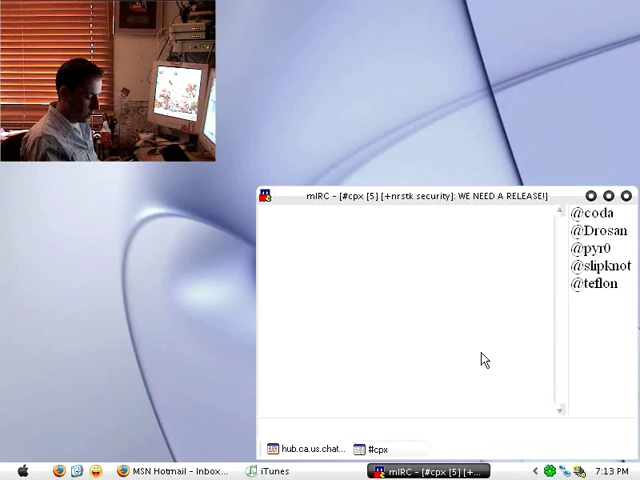 mIRC - [#cpx [5] [+nrstk security]: WE NEED A RELEASE!]
@coda
@Drosan
@pyr0
@slipknot
@teflon
hub.ca.us.chat... #cpx
MSN Hotmail - Inbox... iTunes mIRC - [#cpx [5] [+... 7:13 PM